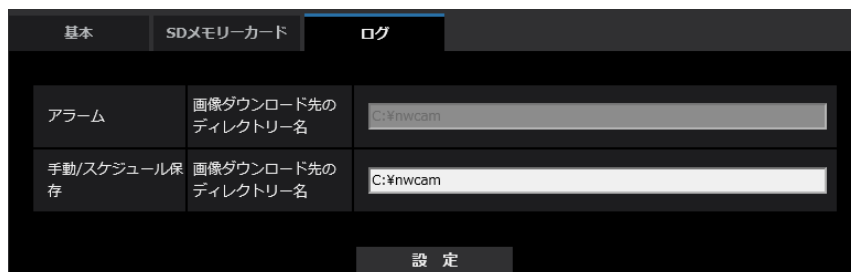 基本 SDメモリーカード ログ
アラーム
画像ダウンロード先の
ディレクトリー名
C:¥nwcam
手動/スケジュール保
存
画像ダウンロード先の
ディレクトリー名
C:¥nwcam
設 定